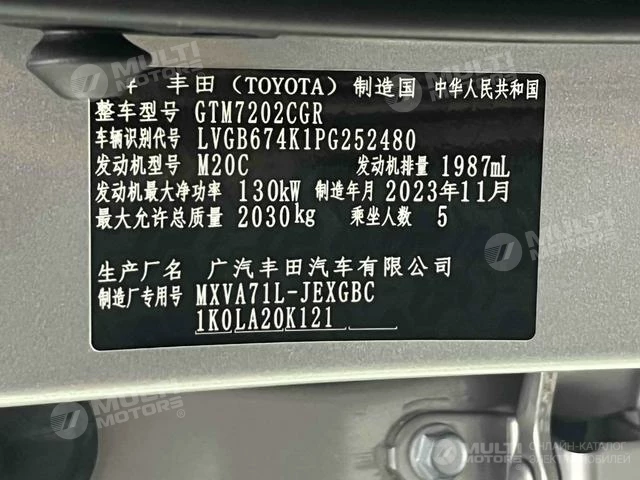 丰田（TOYOTA） 制造国 中华人民共和国
整车型号 GTM7202CGR
车辆识别代号 LVGB674K1PG252480
发动机型号 M20C 发动机排量 1987mL
发动机最大净功率 130kW 制造年月 2023年11月
最大允许总质量 2030kg 乘坐人数 5
生产厂名 广汽丰田汽车有限公司
制造厂专用号 MXVA71L-JEXGBC
1K0LA20K121
MULTI MOTORS
MULTI MOTORS
MULTI MOTORS
MULTI MOTORS
MULTI MOTORS
ОНЛАЙН-КАТАЛОГ
ЭЛЕКТРОМОБИЛЕЙ